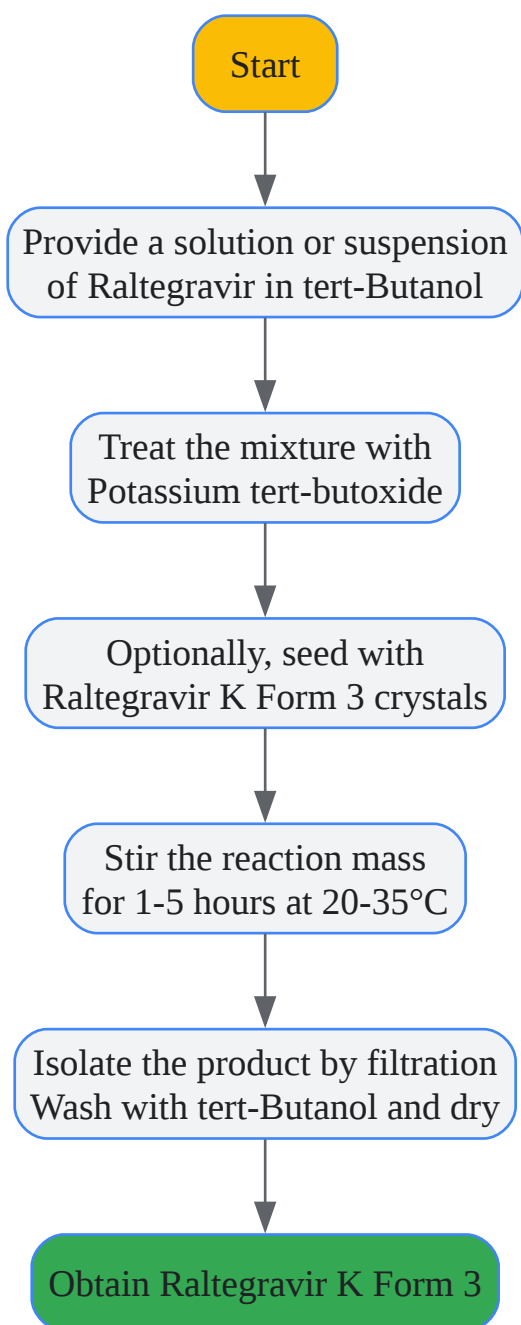 Start
Provide a solution or suspension
of Raltegravir in tert-Butanol
Treat the mixture with
Potassium tert-butoxide
Optionally, seed with
Raltegravir K Form 3 crystals
Stir the reaction mass
for 1-5 hours at 20-35°C
Isolate the product by filtration
Wash with tert-Butanol and dry
Obtain Raltegravir K Form 3